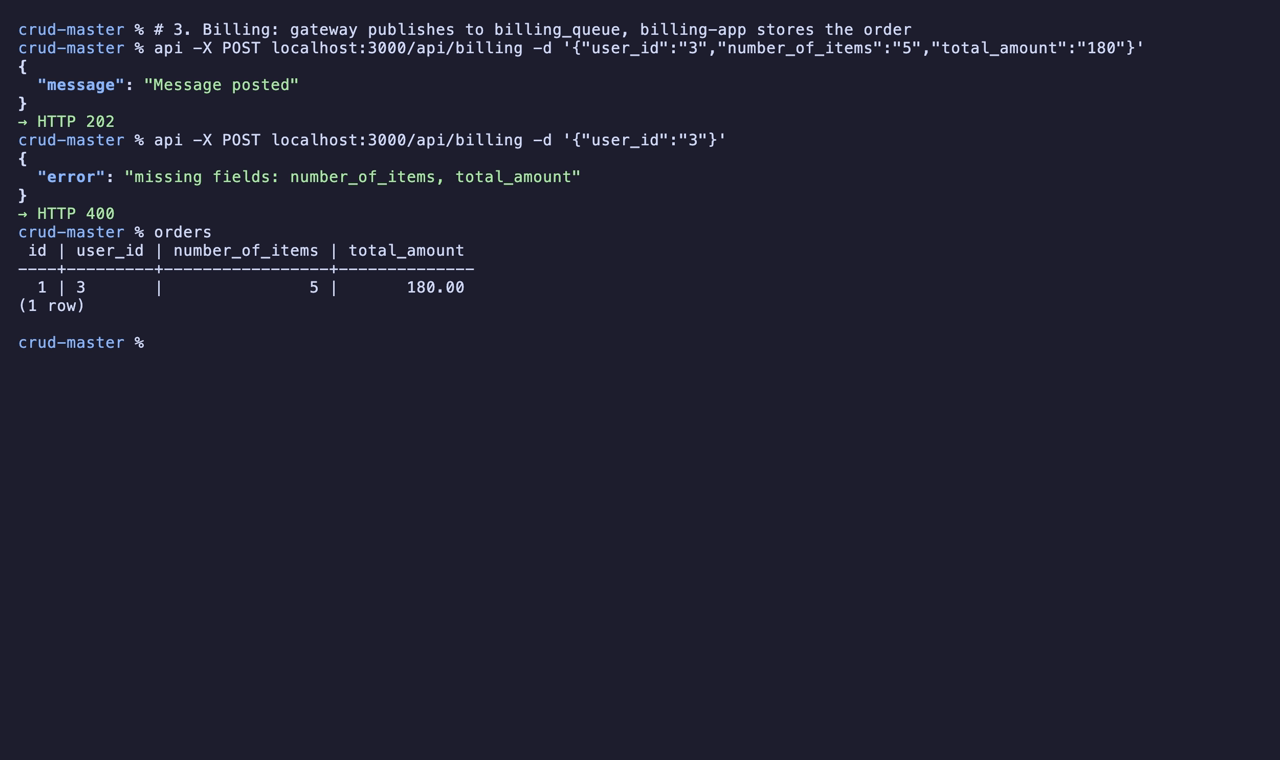 crud-master % # 3. Billing: gateway publishes to billing_queue, billing-app stores the order
crud-master % api -X POST localhost:3000/api/billing -d '{"user_id":"3","number_of_items":"5","total_amount":"180"}'
{
  "message": "Message posted"
}
→ HTTP 202
crud-master % api -X POST localhost:3000/api/billing -d '{"user_id":"3"}'
{
  "error": "missing fields: number_of_items, total_amount"
}
→ HTTP 400
crud-master % orders
 id | user_id | number_of_items | total_amount
----+---------+-----------------+--------------
  1 | 3       |               5 |       180.00
(1 row)
crud-master %